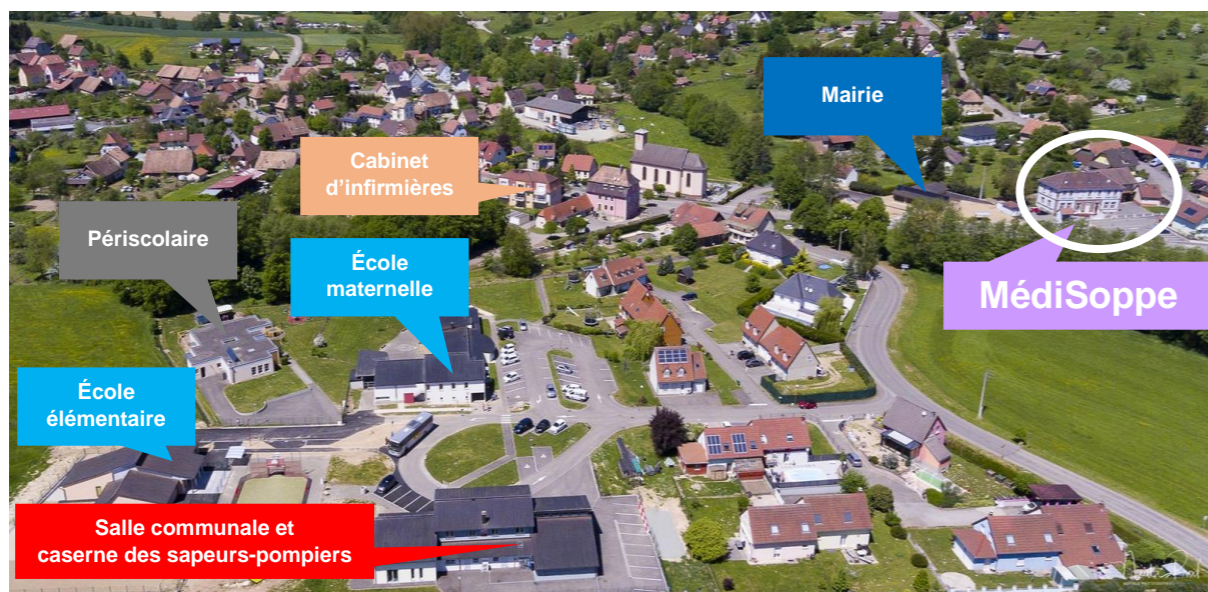 Mairie
Cabinet
d'infirmières
Périscolaire
École
maternelle
MédiSoppe
École
élémentaire
Salle communale et
caserne des sapeurs-pompiers